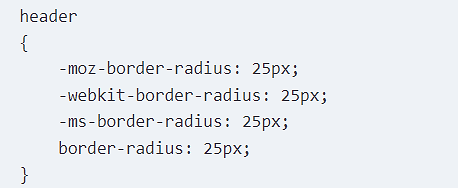 header
{
    -moz-border-radius: 25px;
    -webkit-border-radius: 25px;
    -ms-border-radius: 25px;
    border-radius: 25px;
}